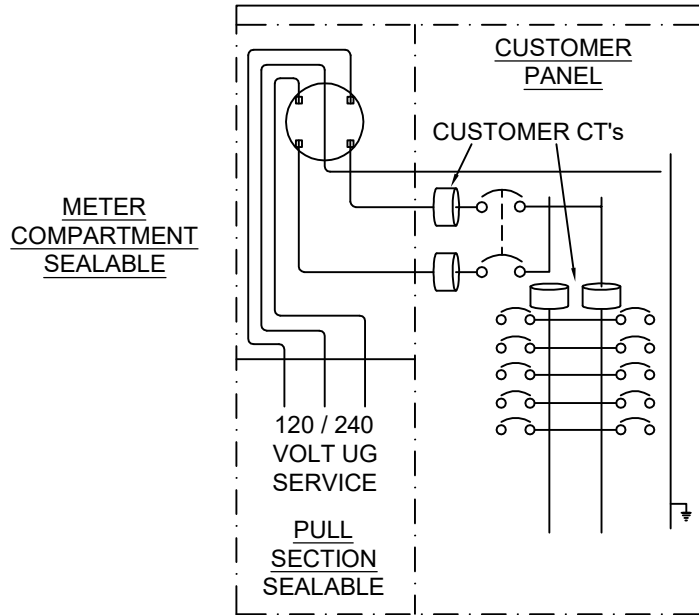 CUSTOMER
PANEL
CUSTOMER CT's
METER
COMPARTMENT
SEALABLE
120 / 240
VOLT UG
SERVICE
PULL
SECTION
SEALABLE